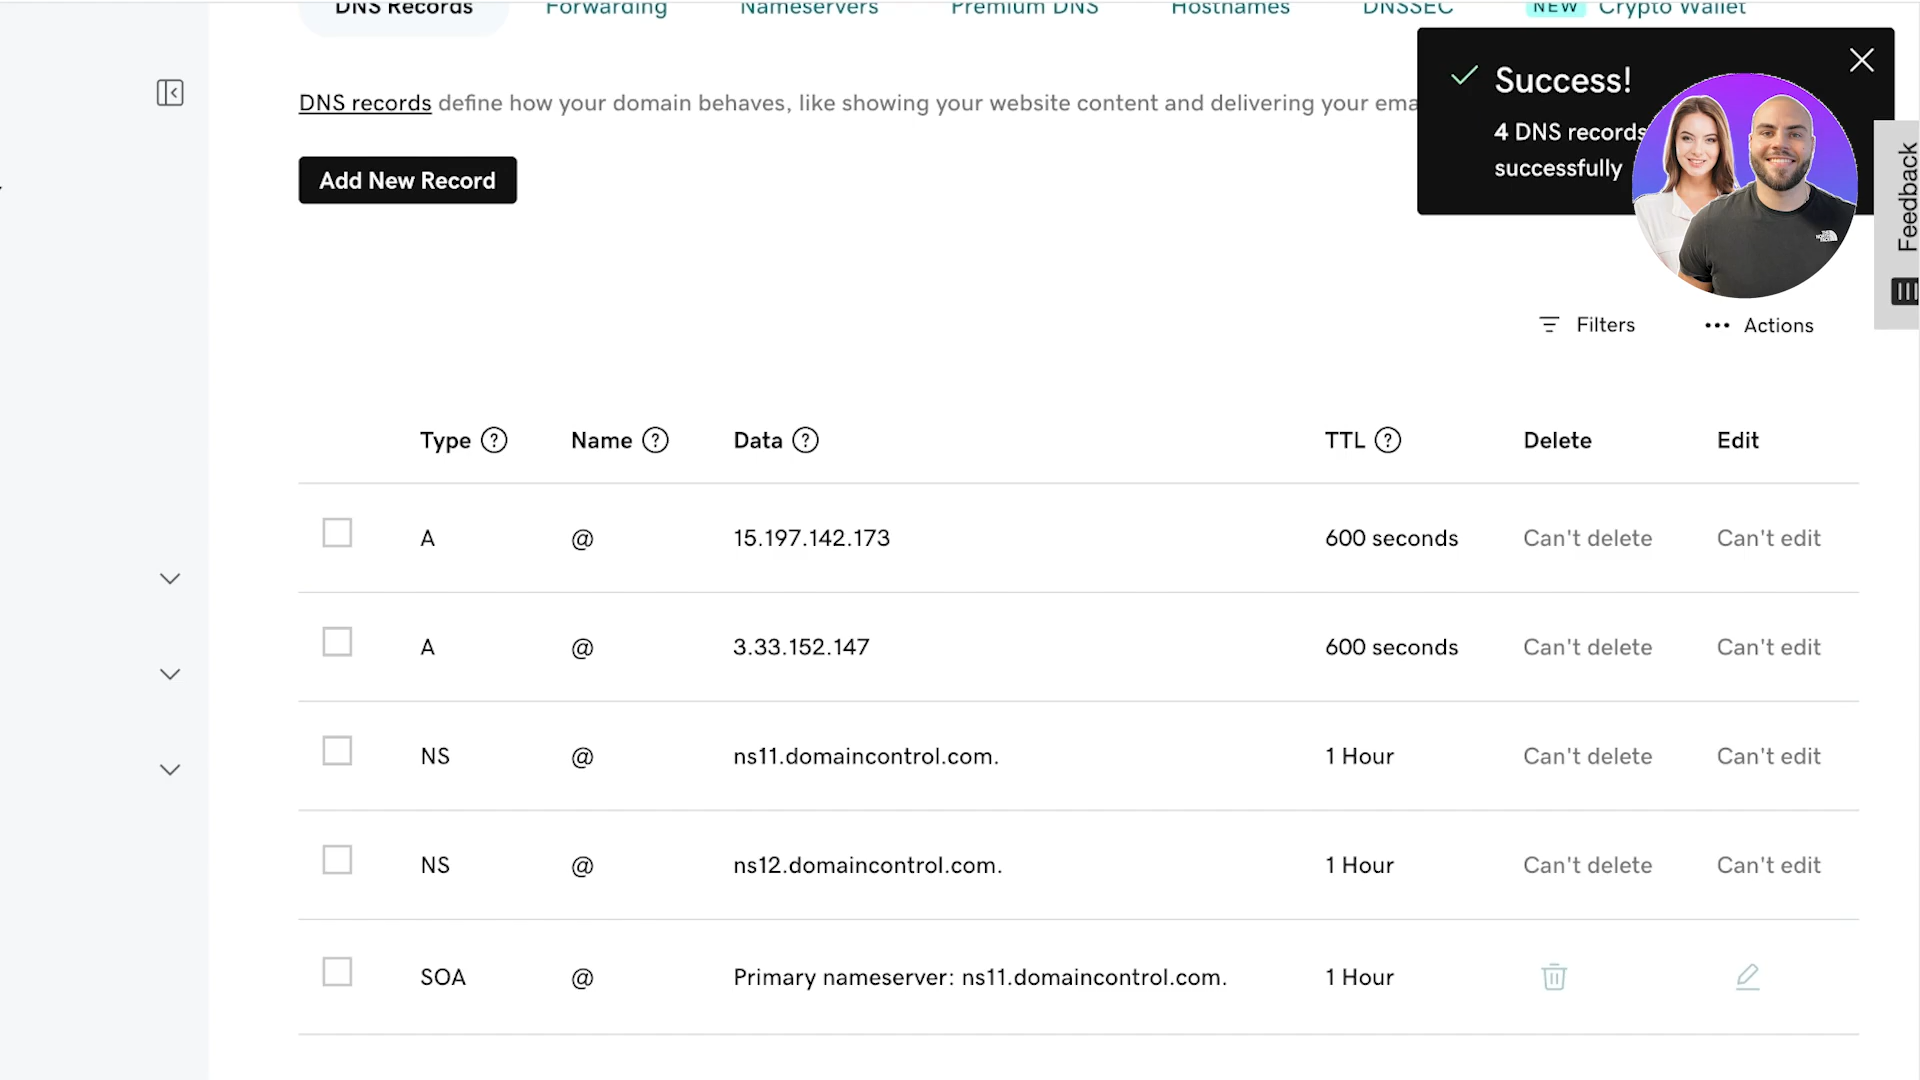 DNS Records Forwarding Nameservers Premium DNS Hostnames DNSSEC NEW Crypto Wallet
DNS records define how your domain behaves, like showing your website content and delivering your
Add New Record
Success!
4 DNS records
successfully
Feedback
Filters Actions
Type Name Data TTL Delete Edit
A @ 15.197.142.173 600 seconds Can't delete Can't edit
A @ 3.33.152.147 600 seconds Can't delete Can't edit
NS @ ns11.domaincontrol.com. 1 Hour Can't delete Can't edit
NS @ ns12.domaincontrol.com. 1 Hour Can't delete Can't edit
SOA @ Primary nameserver: ns11.domaincontrol.com. 1 Hour